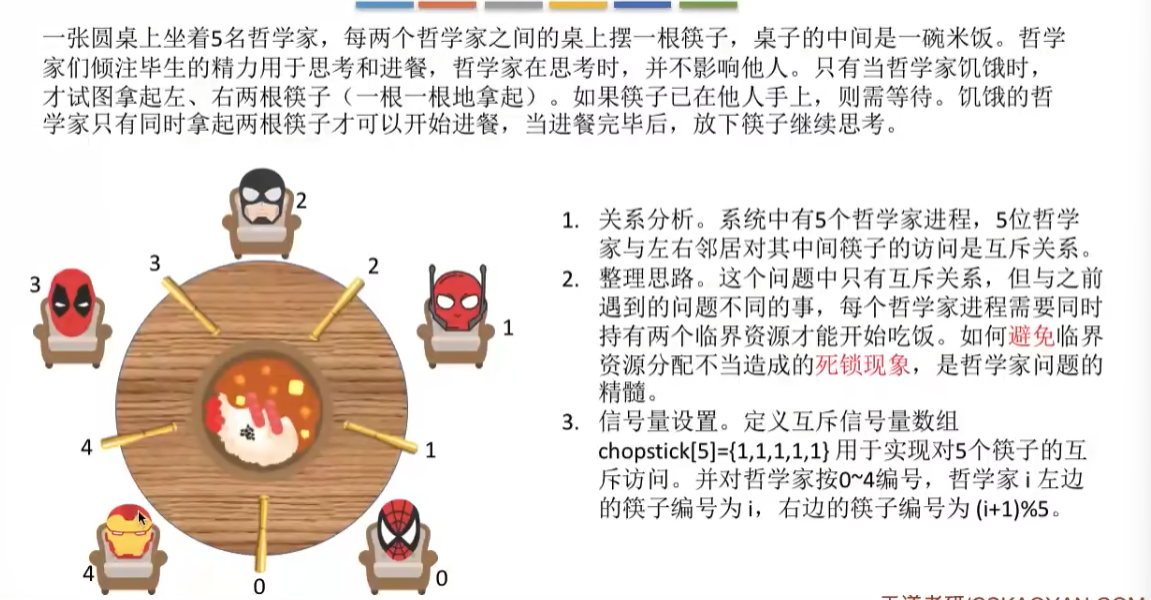 一张圆桌上坐着5名哲学家，每两个哲学家之间的桌上摆一根筷子，桌子的中间是一碗米饭。哲学
家们倾注毕生的精力用于思考和进餐，哲学家在思考时，并不影响他人。只有当哲学家饥饿时，
才试图拿起左、右两根筷子（一根一根地拿起）。如果筷子已在他人手上，则需等待。饥饿的哲
学家只有同时拿起两根筷子才可以开始进餐，当进餐完毕后，放下筷子继续思考。
2
3
2
3
1
4
1
4
0
0
1. 关系分析。系统中有5个哲学家进程，5位哲学
家与左右邻居对其中间筷子的访问是互斥关系。
2. 整理思路。这个问题中只有互斥关系，但与之前
遇到的问题不同的事，每个哲学家进程需要同时
持有两个临界资源才能开始吃饭。如何避免临界
资源分配不当造成的死锁现象，是哲学家问题的
精髓。
3. 信号量设置。定义互斥信号量数组
chopstick[5]={1,1,1,1,1} 用于实现对5个筷子的互
斥访问。并对哲学家按0~4编号，哲学家 i 左边
的筷子编号为 i，右边的筷子编号为 (i+1)%5。